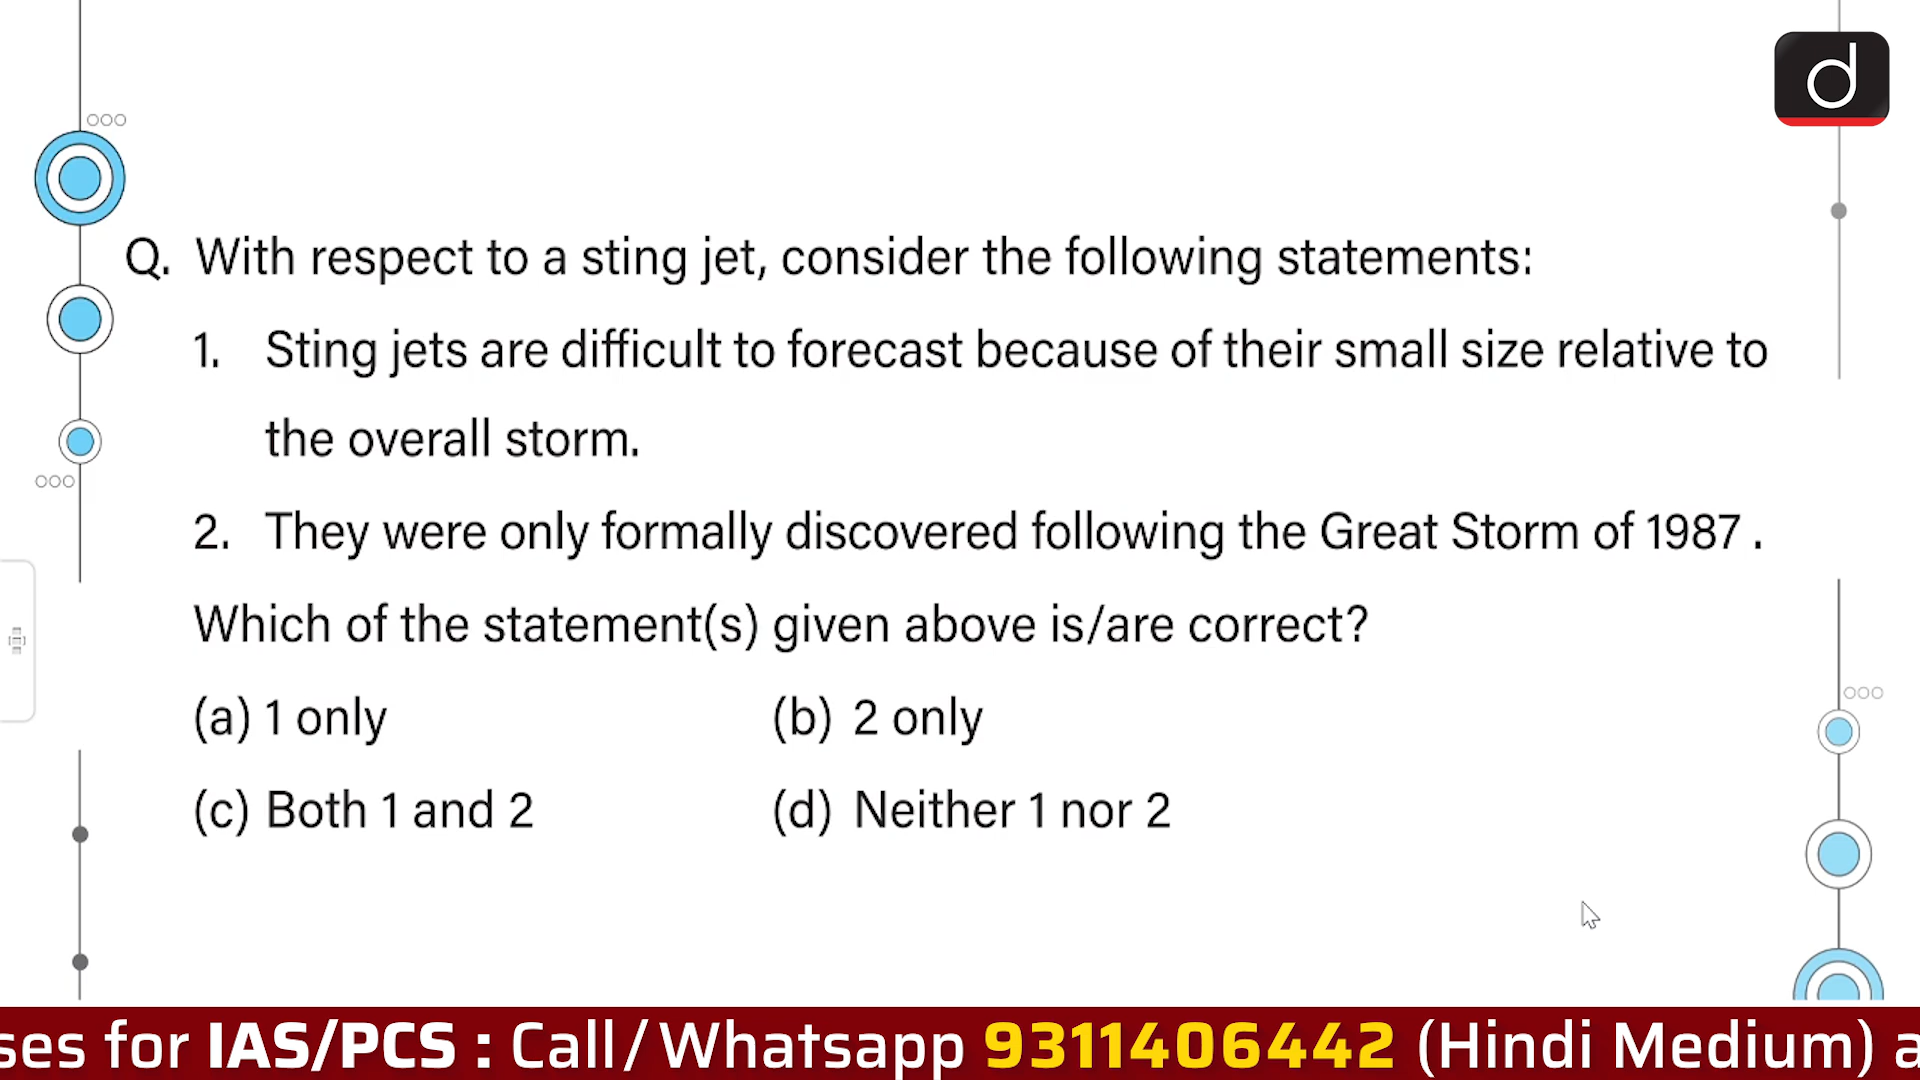 d
Q. With respect to a sting jet, consider the following statements:
1. Sting jets are difficult to forecast because of their small size relative to
the overall storm.
2. They were only formally discovered following the Great Storm of 1987 .
Which of the statement(s) given above is/are correct?
(a) 1 only (b) 2 only
(c) Both 1 and 2 (d) Neither 1 nor 2
ses for IAS/PCS : Call/Whatsapp 9311406442 (Hindi Medium) a